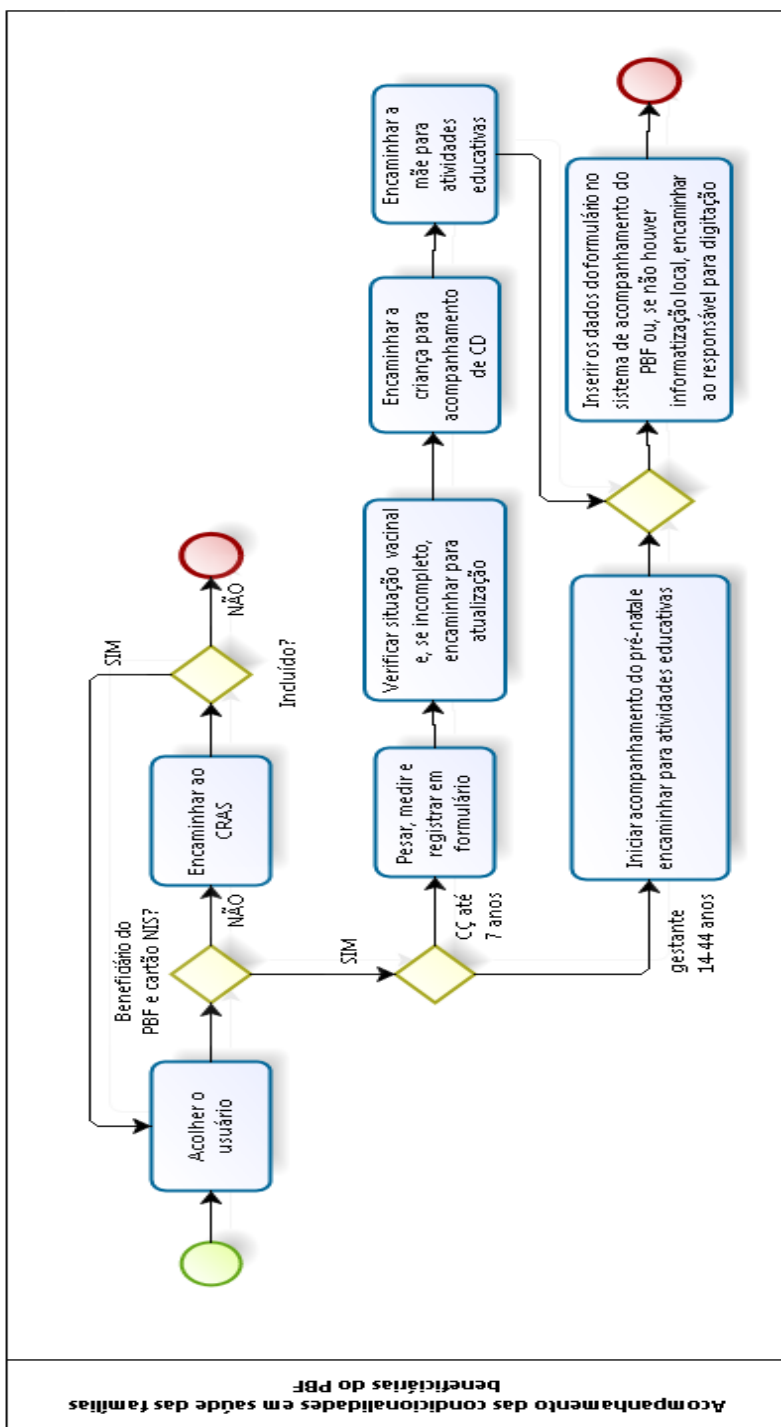 Acompanhamento das condicionalidades em saúde das famílias
beneficiárias do PBF
Acolher o
usuário
Beneficiário do
PBF e cartão NIS?
NÃO
Encaminhar ao
CRAS
Incluído?
SIM
NÃO
SIM
CÇ até
7 anos
Pesar, medir e
registrar em
formulário
Verificar situação vacinal
e, se incompleto,
encaminhar para
atualização
Encaminhar a
criança para
acompanhamento
de CD
Encaminhar a
mãe para
atividades
educativas
gestante
14-44 anos
Iniciar acompanhamento do pré-natal e
encaminhar para atividades educativas
Inserir os dados do formulário no
sistema de acompanhamento do
PBF ou, se não houver
informatização local, encaminhar
ao responsável para digitação